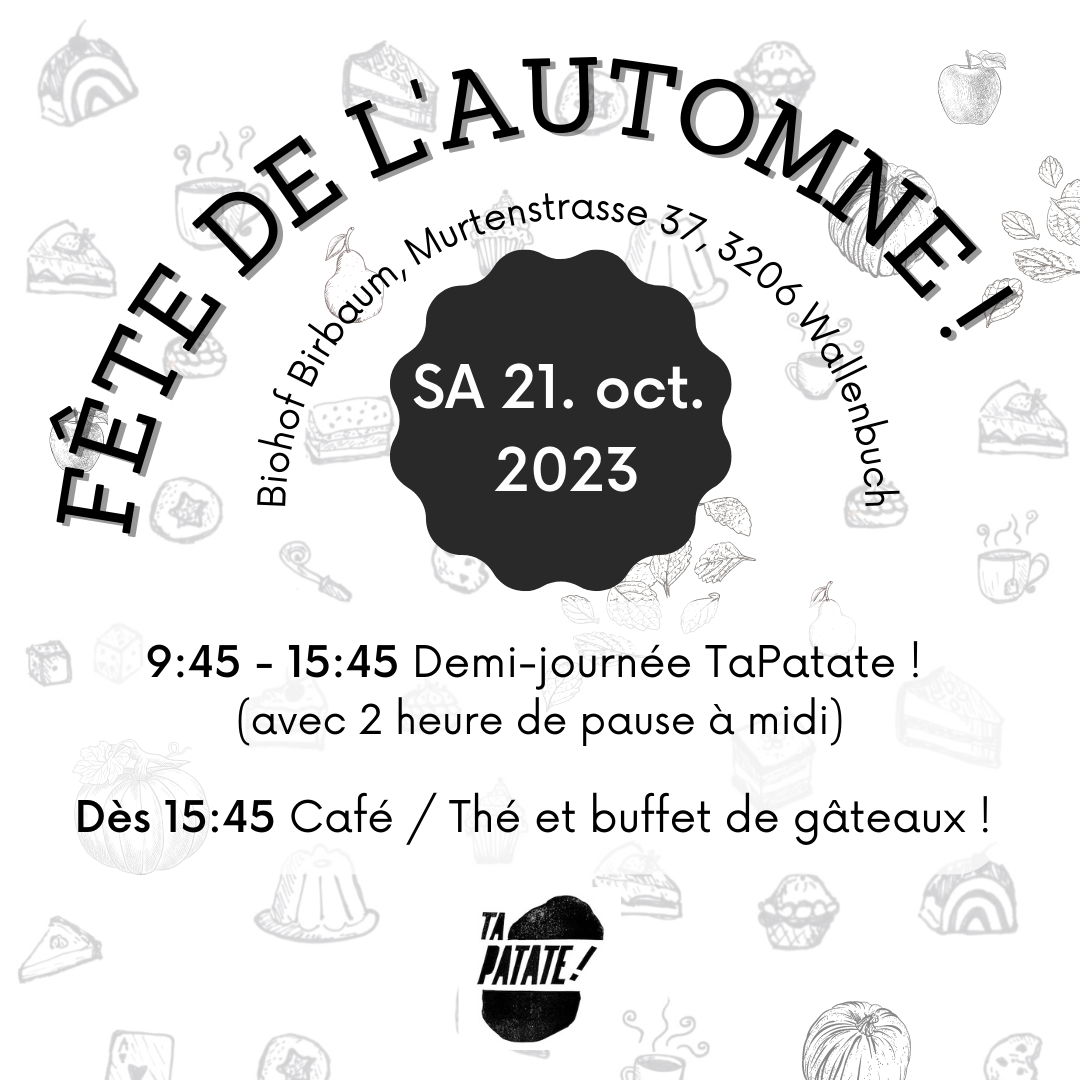 FÊTE DE L'AUTOMNE !
Biohof Birbaum, Murtenstrasse 37, 3206 Wallenbuch
SA 21. oct.
2023
9:45 - 15:45 Demi-journée TaPatate !
(avec 2 heure de pause à midi)
Dès 15:45 Café / Thé et buffet de gâteaux !
TA
PATATE !